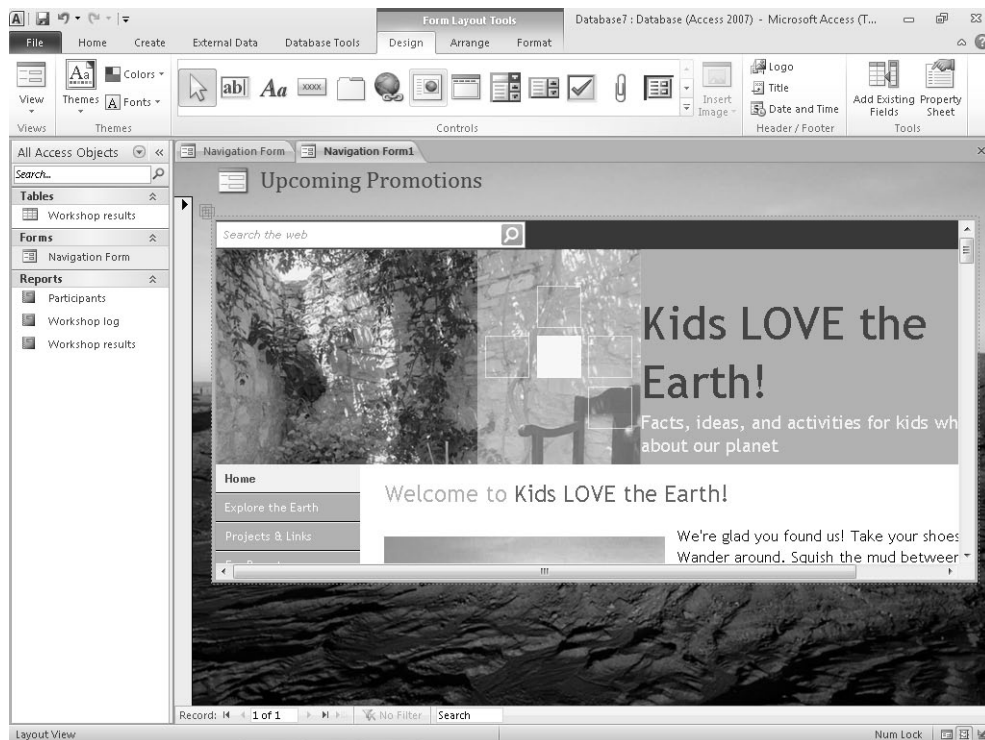 Form Layout Tools
Database7 : Database (Access 2007) - Microsoft Access (T...
File Home Create External Data Database Tools Design Arrange Format
View
Views
Aa
Themes
Colors
Fonts
Themes
ab|
Aa
xxxx
Controls
Insert
Image
Logo
Title
Date and Time
Header / Footer
Add Existing
Fields
Property
Sheet
Tools
All Access Objects
Search...
Tables
Workshop results
Forms
Navigation Form
Reports
Participants
Workshop log
Workshop results
Navigation Form
Navigation Form1
Upcoming Promotions
Search the web
Kids LOVE the
Earth!
Facts, ideas, and activities for kids wh
about our planet
Home
Explore the Earth
Projects & Links
Welcome to Kids LOVE the Earth!
We're glad you found us! Take your shoes
Wander around. Squish the mud between
Record: 1 of 1 No Filter Search
Layout View
Num Lock